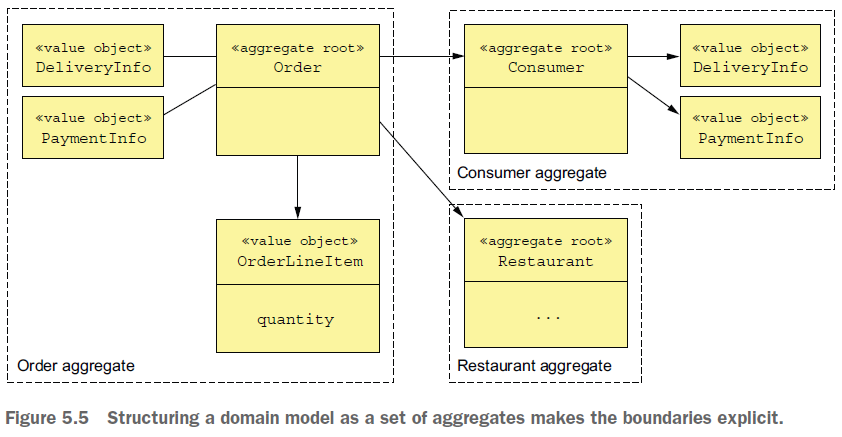 «value object»
DeliveryInfo
«value object»
PaymentInfo
«aggregate root»
Order
«value object»
OrderLineItem
quantity
Order aggregate
«aggregate root»
Consumer
«value object»
DeliveryInfo
«value object»
PaymentInfo
Consumer aggregate
«aggregate root»
Restaurant
...
Restaurant aggregate
Figure 5.5 Structuring a domain model as a set of aggregates makes the boundaries explicit.